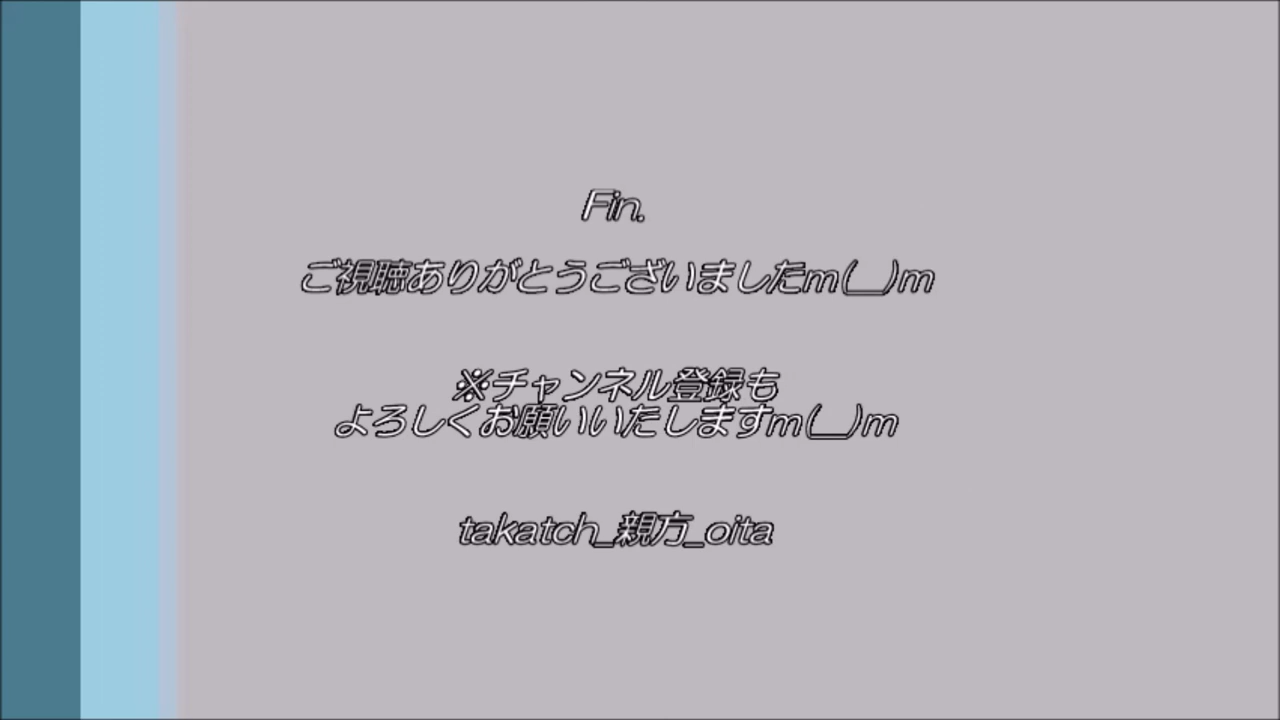 Fin.
ご視聴ありがとうございましたm(__)m
※チャンネル登録も
よろしくお願いいたしますm(__)m
takatch_親方_oita